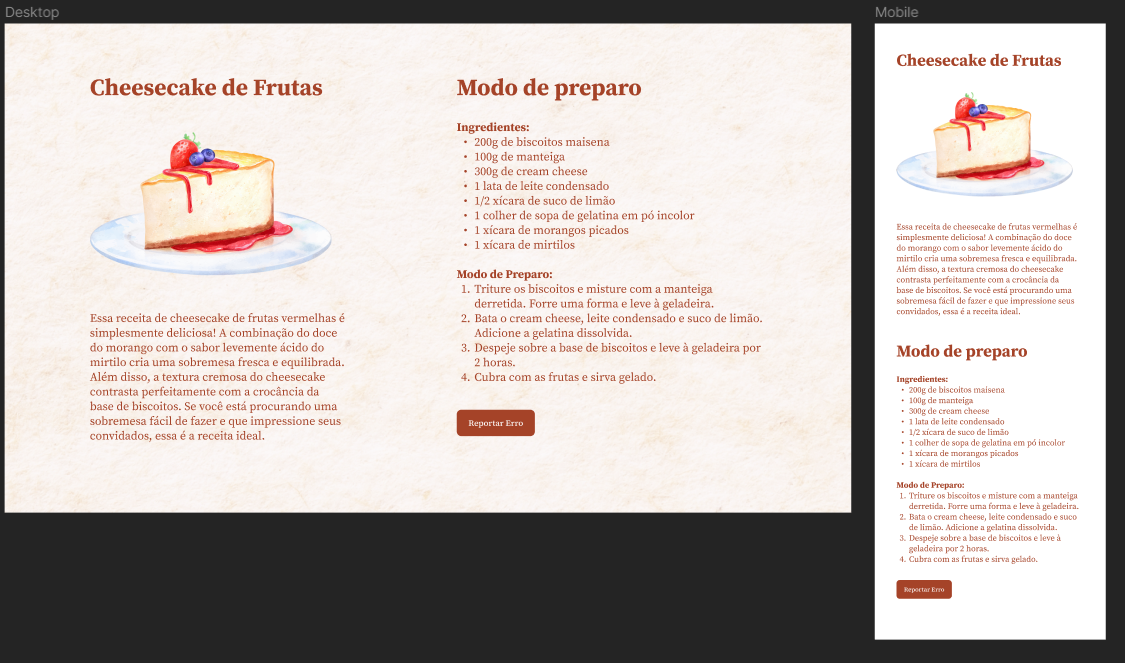 Desktop
Cheesecake de Frutas
Essa receita de cheesecake de frutas vermelhas é
simplesmente deliciosa! A combinação do doce
do morango com o sabor levemente ácido do
mirtilo cria uma sobremesa fresca e equilibrada.
Além disso, a textura cremosa do cheesecake
contrasta perfeitamente com a crocância da
base de biscoitos. Se você está procurando uma
sobremesa fácil de fazer e que impressione seus
convidados, essa é a receita ideal.
Modo de preparo
Ingredientes:
• 200g de biscoitos maisena
• 100g de manteiga
• 300g de cream cheese
• 1 lata de leite condensado
• 1/2 xícara de suco de limão
• 1 colher de sopa de gelatina em pó incolor
• 1 xícara de morangos picados
• 1 xícara de mirtilos
Modo de Preparo:
1. Triture os biscoitos e misture com a manteiga
derretida. Forre uma forma e leve à geladeira.
2. Bata o cream cheese, leite condensado e suco de limão.
Adicione a gelatina dissolvida.
3. Despeje sobre a base de biscoitos e leve à geladeira por
2 horas.
4. Cubra com as frutas e sirva gelado.
Reportar Erro
Mobile
Cheesecake de Frutas
Essa receita de cheesecake de frutas vermelhas é
simplesmente deliciosa! A combinação do doce
do morango com o sabor levemente ácido do
mirtilo cria uma sobremesa fresca e equilibrada.
Além disso, a textura cremosa do cheesecake
contrasta perfeitamente com a crocância da
base de biscoitos. Se você está procurando uma
sobremesa fácil de fazer e que impressione seus
convidados, essa é a receita ideal.
Modo de preparo
Ingredientes:
• 200g de biscoitos maisena
• 100g de manteiga
• 300g de cream cheese
• 1 lata de leite condensado
• 1/2 xícara de suco de limão
• 1 colher de sopa de gelatina em pó incolor
• 1 xícara de morangos picados
• 1 xícara de mirtilos
Modo de Preparo:
1. Triture os biscoitos e misture com a manteiga
derretida. Forre uma forma e leve à geladeira.
2. Bata o cream cheese, leite condensado e suco
de limão. Adicione a gelatina dissolvida.
3. Despeje sobre a base de biscoitos e leve à
geladeira por 2 horas.
4. Cubra com as frutas e sirva gelado.
Reportar Erro